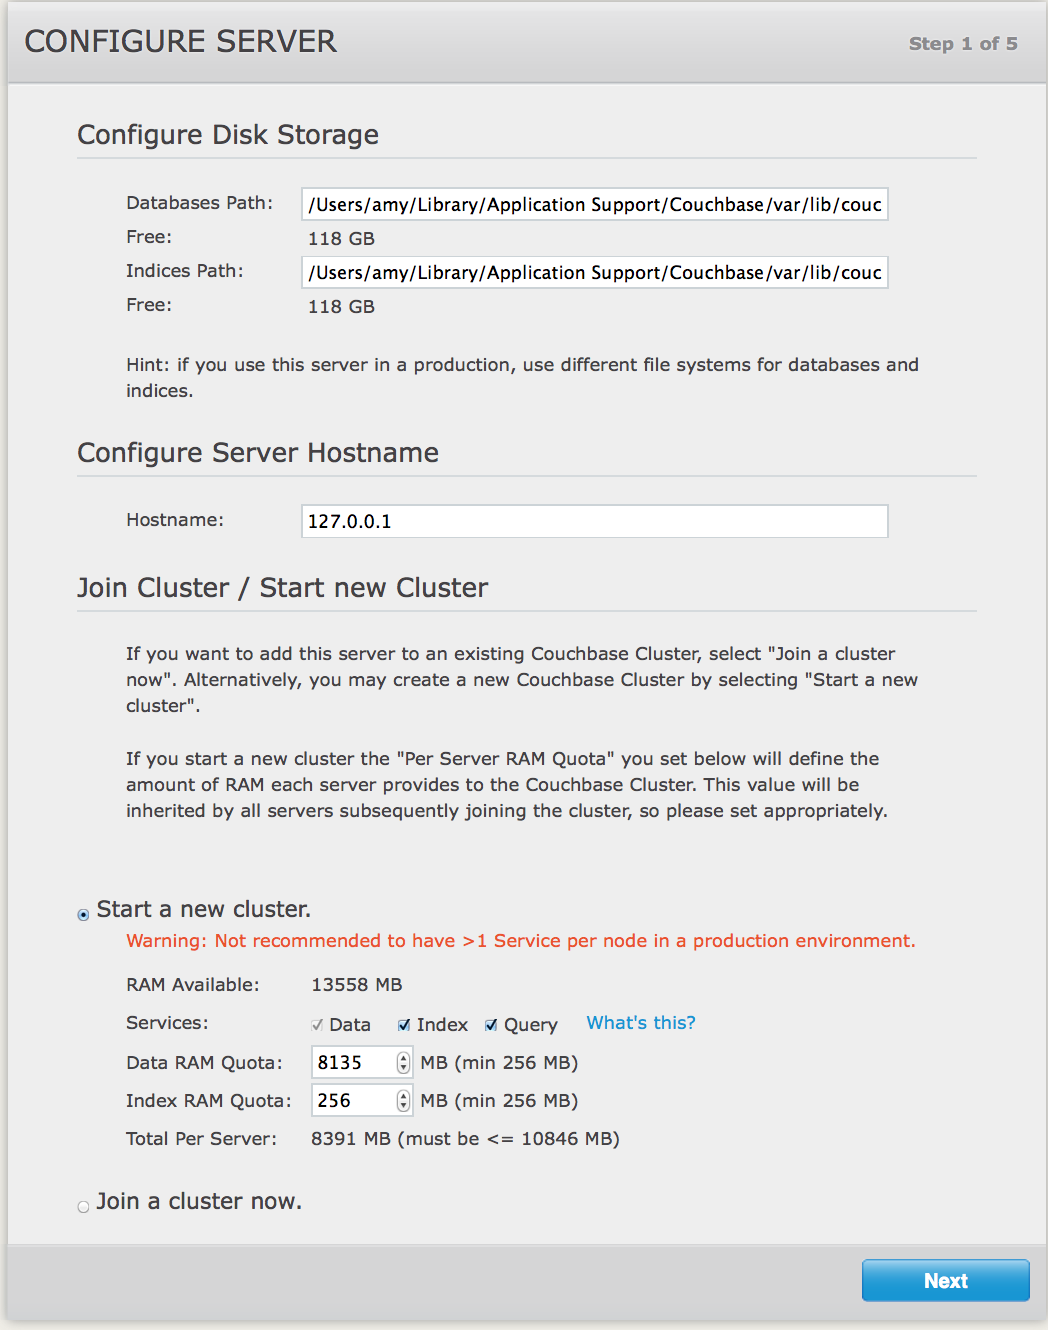 CONFIGURE SERVER
Step 1 of 5
Configure Disk Storage
Databases Path: /Users/amy/Library/Application Support/Couchbase/var/lib/couc
Free: 118 GB
Indices Path: /Users/amy/Library/Application Support/Couchbase/var/lib/couc
Free: 118 GB
Hint: if you use this server in a production, use different file systems for databases and
indices.
Configure Server Hostname
Hostname: 127.0.0.1
Join Cluster / Start new Cluster
If you want to add this server to an existing Couchbase Cluster, select "Join a cluster
now". Alternatively, you may create a new Couchbase Cluster by selecting "Start a new
cluster".
If you start a new cluster the "Per Server RAM Quota" you set below will define the
amount of RAM each server provides to the Couchbase Cluster. This value will be
inherited by all servers subsequently joining the cluster, so please set appropriately.
Start a new cluster.
Warning: Not recommended to have >1 Service per node in a production environment.
RAM Available: 13558 MB
Services: Data Index Query What's this?
Data RAM Quota: 8135 MB (min 256 MB)
Index RAM Quota: 256 MB (min 256 MB)
Total Per Server: 8391 MB (must be <= 10846 MB)
Join a cluster now.
Next